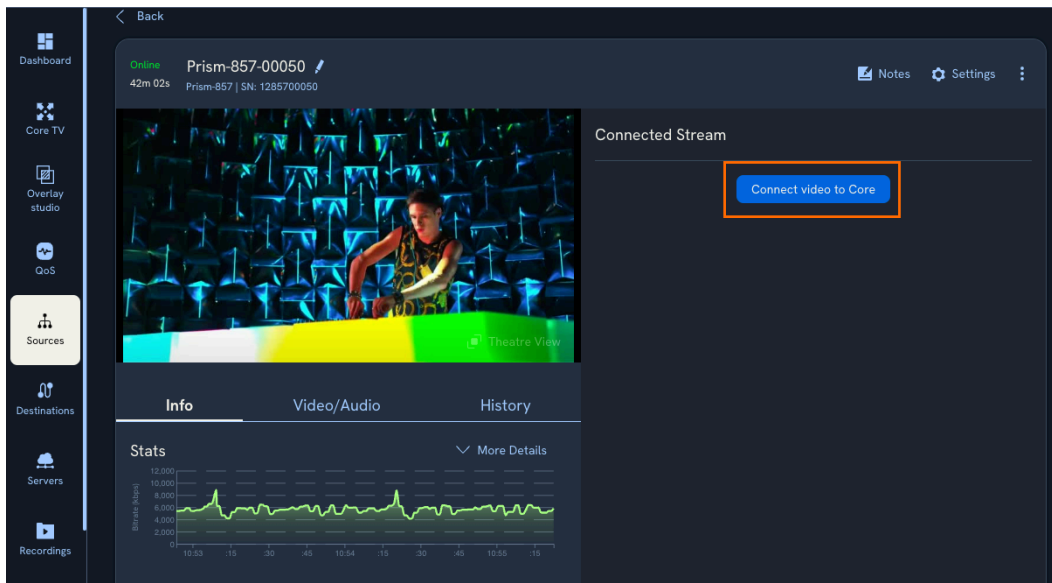 Back
Dashboard
Core TV
Overlay
studio
QoS
Sources
Destinations
Servers
Recordings
Online
42m 02s
Prism-857-00050
Prism-857 | SN: 1285700050
Notes
Settings
Theatre View
Connected Stream
Connect video to Core
Info
Video/Audio
History
Stats
More Details
Bitrate (kbps)
12,000
10,000
8,000
6,000
4,000
2,000
0
10:53 :15 :30 :45 10:54 :15 :30 :45 10:55 :15